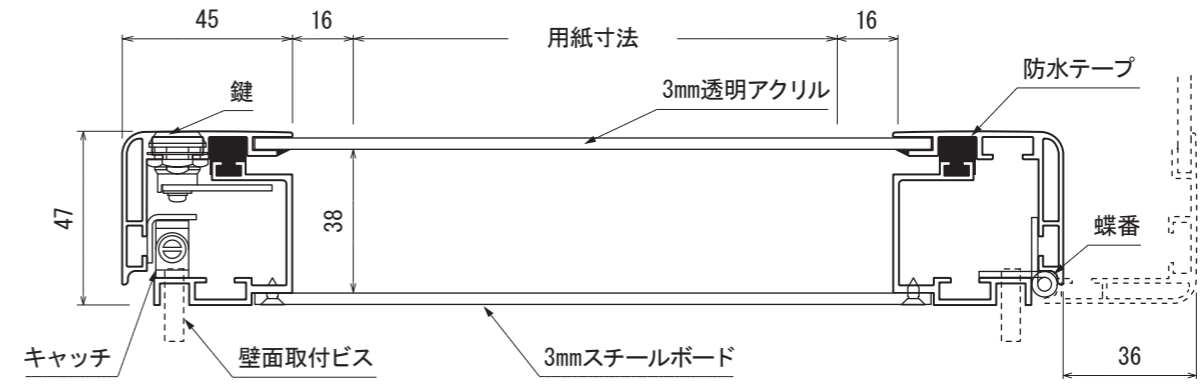 45
16
用紙寸法
16
防水テープ
鍵
3mm透明アクリル
47
38
蝶番
キャッチ
壁面取付ビス
3mmスチールボード
36